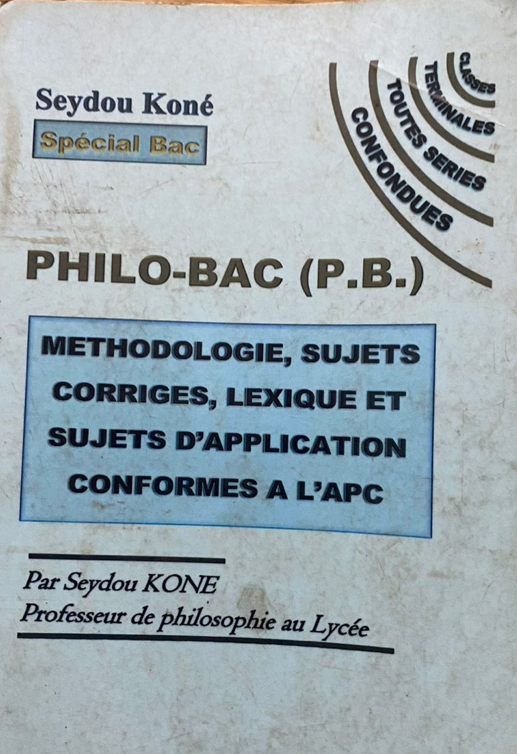 Seydou Koné
Spécial Bac
CLASSES
TERMINALES
TOUTES SERIES
CONFONDUES
PHILO-BAC (P.B.)
METHODOLOGIE, SUJETS
CORRIGES, LEXIQUE ET
SUJETS D'APPLICATION
CONFORMES A L'APC
Par Seydou KONE
Professeur de philosophie au Lycée